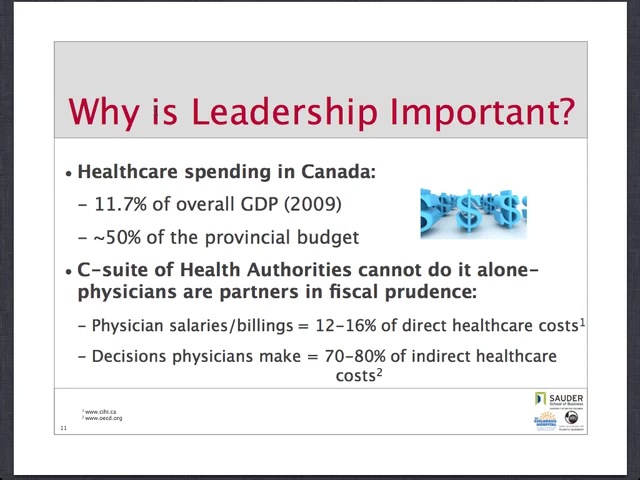 Why is Leadership Important?
• Healthcare spending in Canada:
– 11.7% of overall GDP (2009)
– ~50% of the provincial budget
• C-suite of Health Authorities cannot do it alone–
physicians are partners in fiscal prudence:
– Physician salaries/billings = 12–16% of direct healthcare costs¹
– Decisions physicians make = 70–80% of indirect healthcare
costs²
¹ www.cihi.ca
² www.oecd.org
11
SAUDER
School of Business